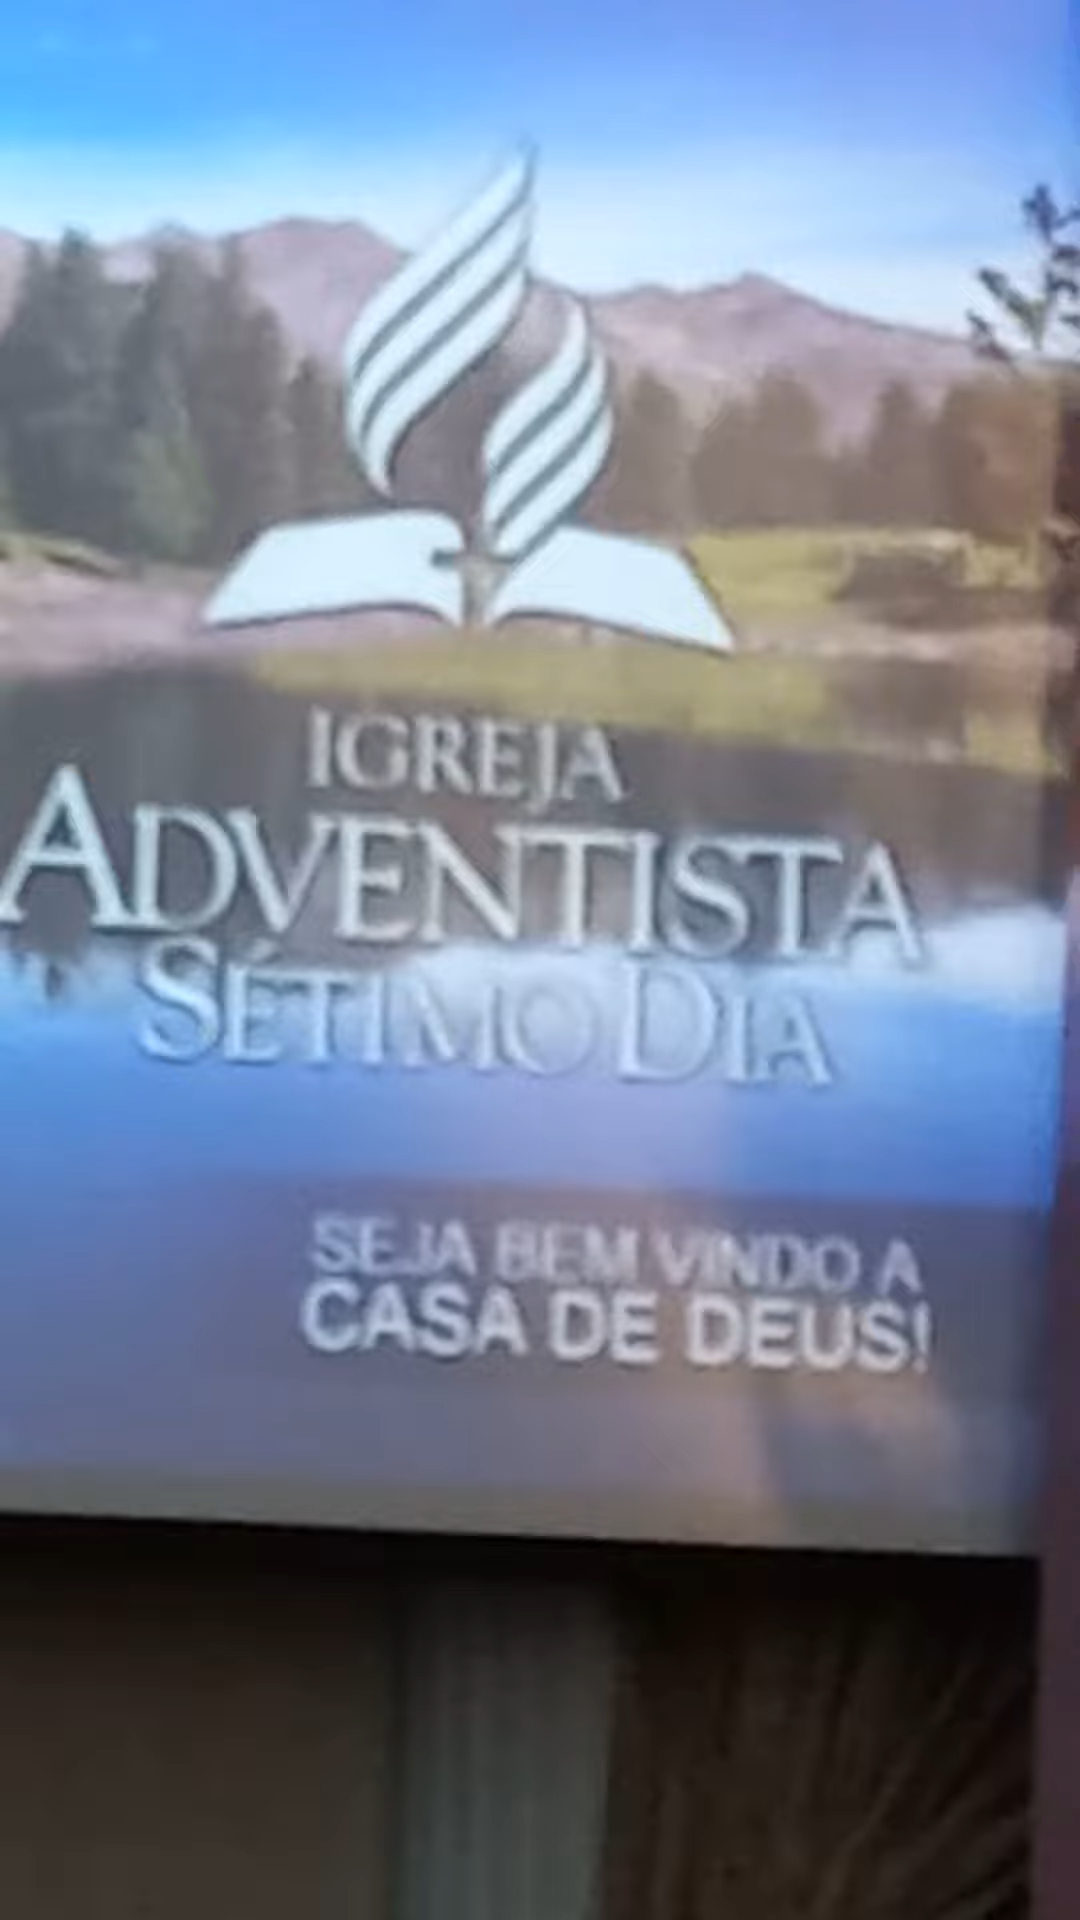 IGREJA
ADVENTISTA
SÉTIMO DIA
SEJA BEM VINDO A
CASA DE DEUS!